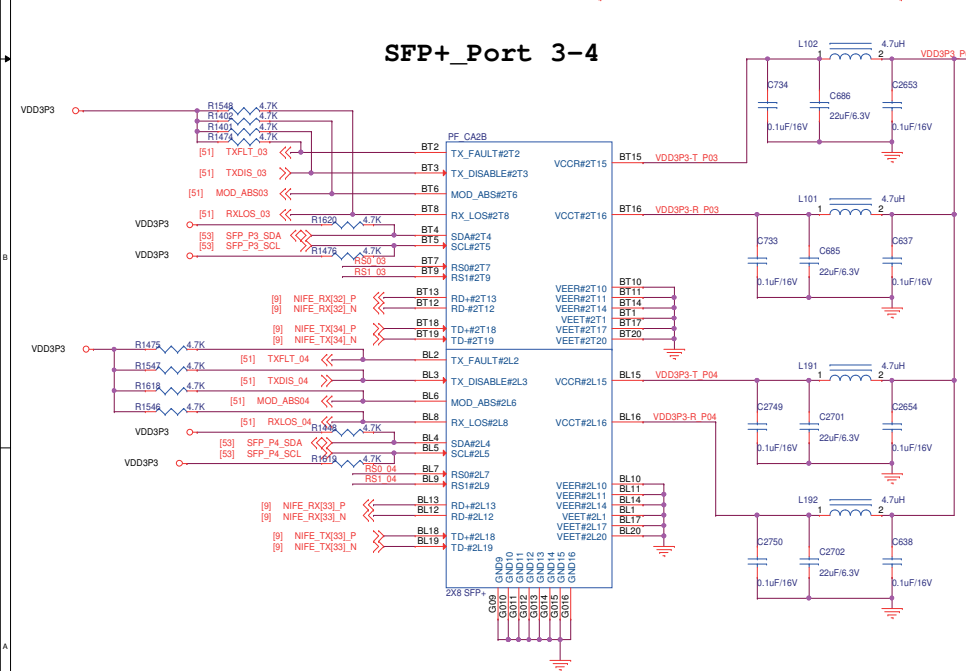 SFP+_Port 3-4
L102 4.7uH
1 2 VDD3P3_P
C734
C686
C2653
0.1uF/16V
22uF/6.3V
0.1uF/16V
VDD3P3
R1548 4.7K
R1402 4.7K
R1401 4.7K
R1474 4.7K
PF_CA2B
[51] TXFLT_03 BT2 TX_FAULT#2T2
VCCR#2T15 BT15 VDD3P3-T_P03
[51] TXDIS_03 BT3 TX_DISABLE#2T3
[51] MOD_ABS03 BT6 MOD_ABS#2T6
[51] RXLOS_03 BT8 RX_LOS#2T8
VCCT#2T16 BT16 VDD3P3-R_P03
L101 4.7uH
1 2
VDD3P3 R1620 4.7K
[53] SFP_P3_SDA BT4 SDA#2T4
[53] SFP_P3_SCL BT5 SCL#2T5
VDD3P3 R1476 4.7K
C733
C685
C637
0.1uF/16V
22uF/6.3V
0.1uF/16V
RS0_03 BT7 RS0#2T7
RS1_03 BT9 RS1#2T9
[9] NIFE_RX[32]_P BT13 RD+#2T13
[9] NIFE_RX[32]_N BT12 RD-#2T12
[9] NIFE_TX[34]_P BT18 TD+#2T18
[9] NIFE_TX[34]_N BT19 TD-#2T19
VEER#2T10 BT10
VEER#2T11 BT11
VEER#2T14 BT14
VEET#2T1 BT1
VEET#2T17 BT17
VEET#2T20 BT20
B
VDD3P3
R1475 4.7K
[51] TXFLT_04 BL2 TX_FAULT#2L2
R1547 4.7K
[51] TXDIS_04 BL3 TX_DISABLE#2L3
VCCR#2L15 BL15 VDD3P3-T_P04
L191 4.7uH
1 2
R1618 4.7K
[51] MOD_ABS04 BL6 MOD_ABS#2L6
R1546 4.7K
[51] RXLOS_04 BL8 RX_LOS#2L8
VCCT#2L16 BL16 VDD3P3-R_P04
C2749
C2701
C2654
0.1uF/16V
22uF/6.3V
0.1uF/16V
VDD3P3 R1448 4.7K
[53] SFP_P4_SDA BL4 SDA#2L4
[53] SFP_P4_SCL BL5 SCL#2L5
VDD3P3 R1619 4.7K
RS0_04 BL7 RS0#2L7
RS1_04 BL9 RS1#2L9
[9] NIFE_RX[33]_P BL13 RD+#2L13
[9] NIFE_RX[33]_N BL12 RD-#2L12
[9] NIFE_TX[33]_P BL18 TD+#2L18
[9] NIFE_TX[33]_N BL19 TD-#2L19
VEER#2L10 BL10
VEER#2L11 BL11
VEER#2L14 BL14
VEET#2L1 BL1
VEET#2L17 BL17
VEET#2L20 BL20
L192 4.7uH
1 2
C2750
C2702
C638
0.1uF/16V
22uF/6.3V
0.1uF/16V
GND9
GND10
GND11
GND12
GND13
GND14
GND15
GND16
2X8 SFP+
G09
G010
G011
G012
G013
G014
G015
G016
A